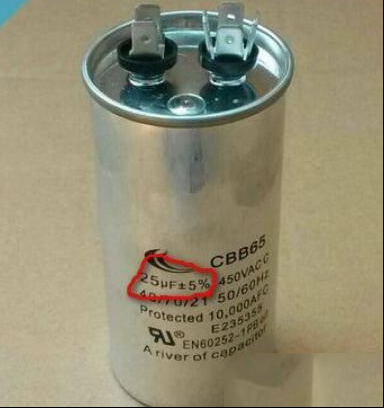 CBB65
25µF±5% 450VAC C
40/70/21 50/60Hz
Protected 10,000AFC
E235355
EN60252-1
A river of capacitor